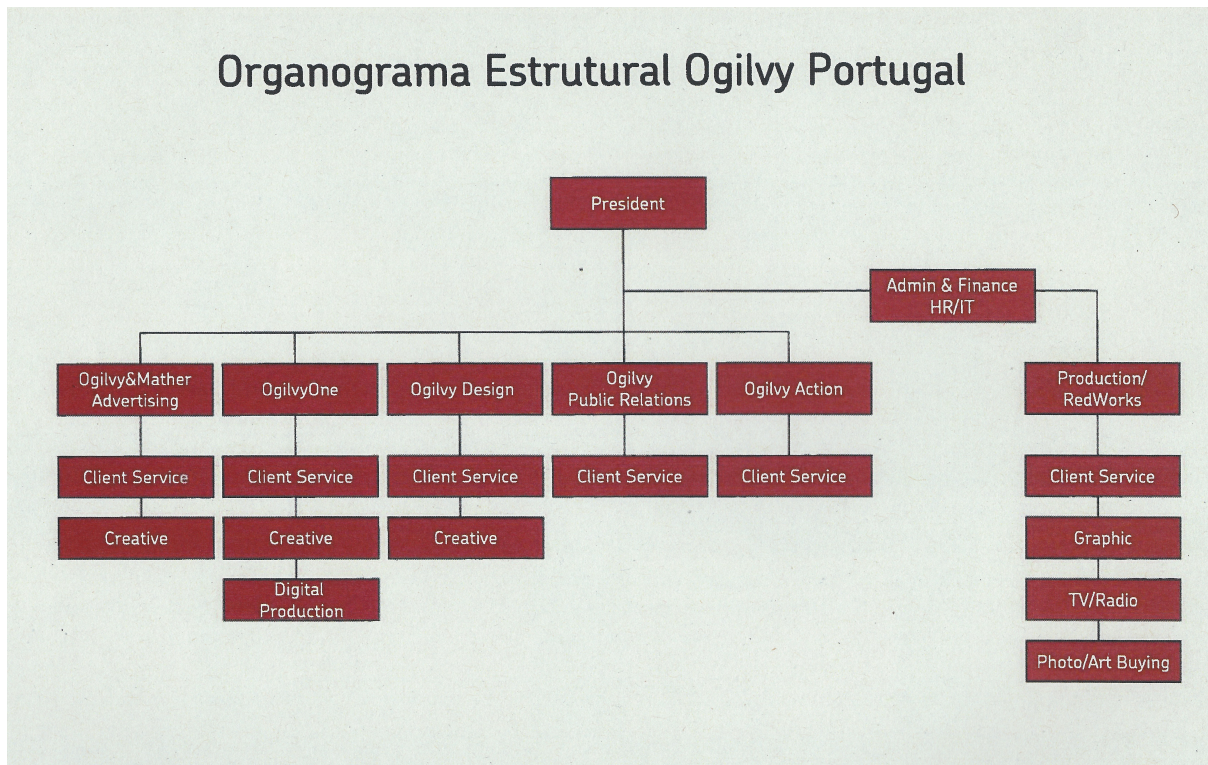 Organograma Estrutural Ogilvy Portugal
President
Admin & Finance
HR/IT
Ogilvy&Mather
Advertising
OgilvyOne
Ogilvy Design
Ogilvy
Public Relations
Ogilvy Action
Production/
RedWorks
Client Service
Client Service
Client Service
Client Service
Client Service
Client Service
Creative
Creative
Creative
Graphic
Digital
Production
TV/Radio
Photo/Art Buying